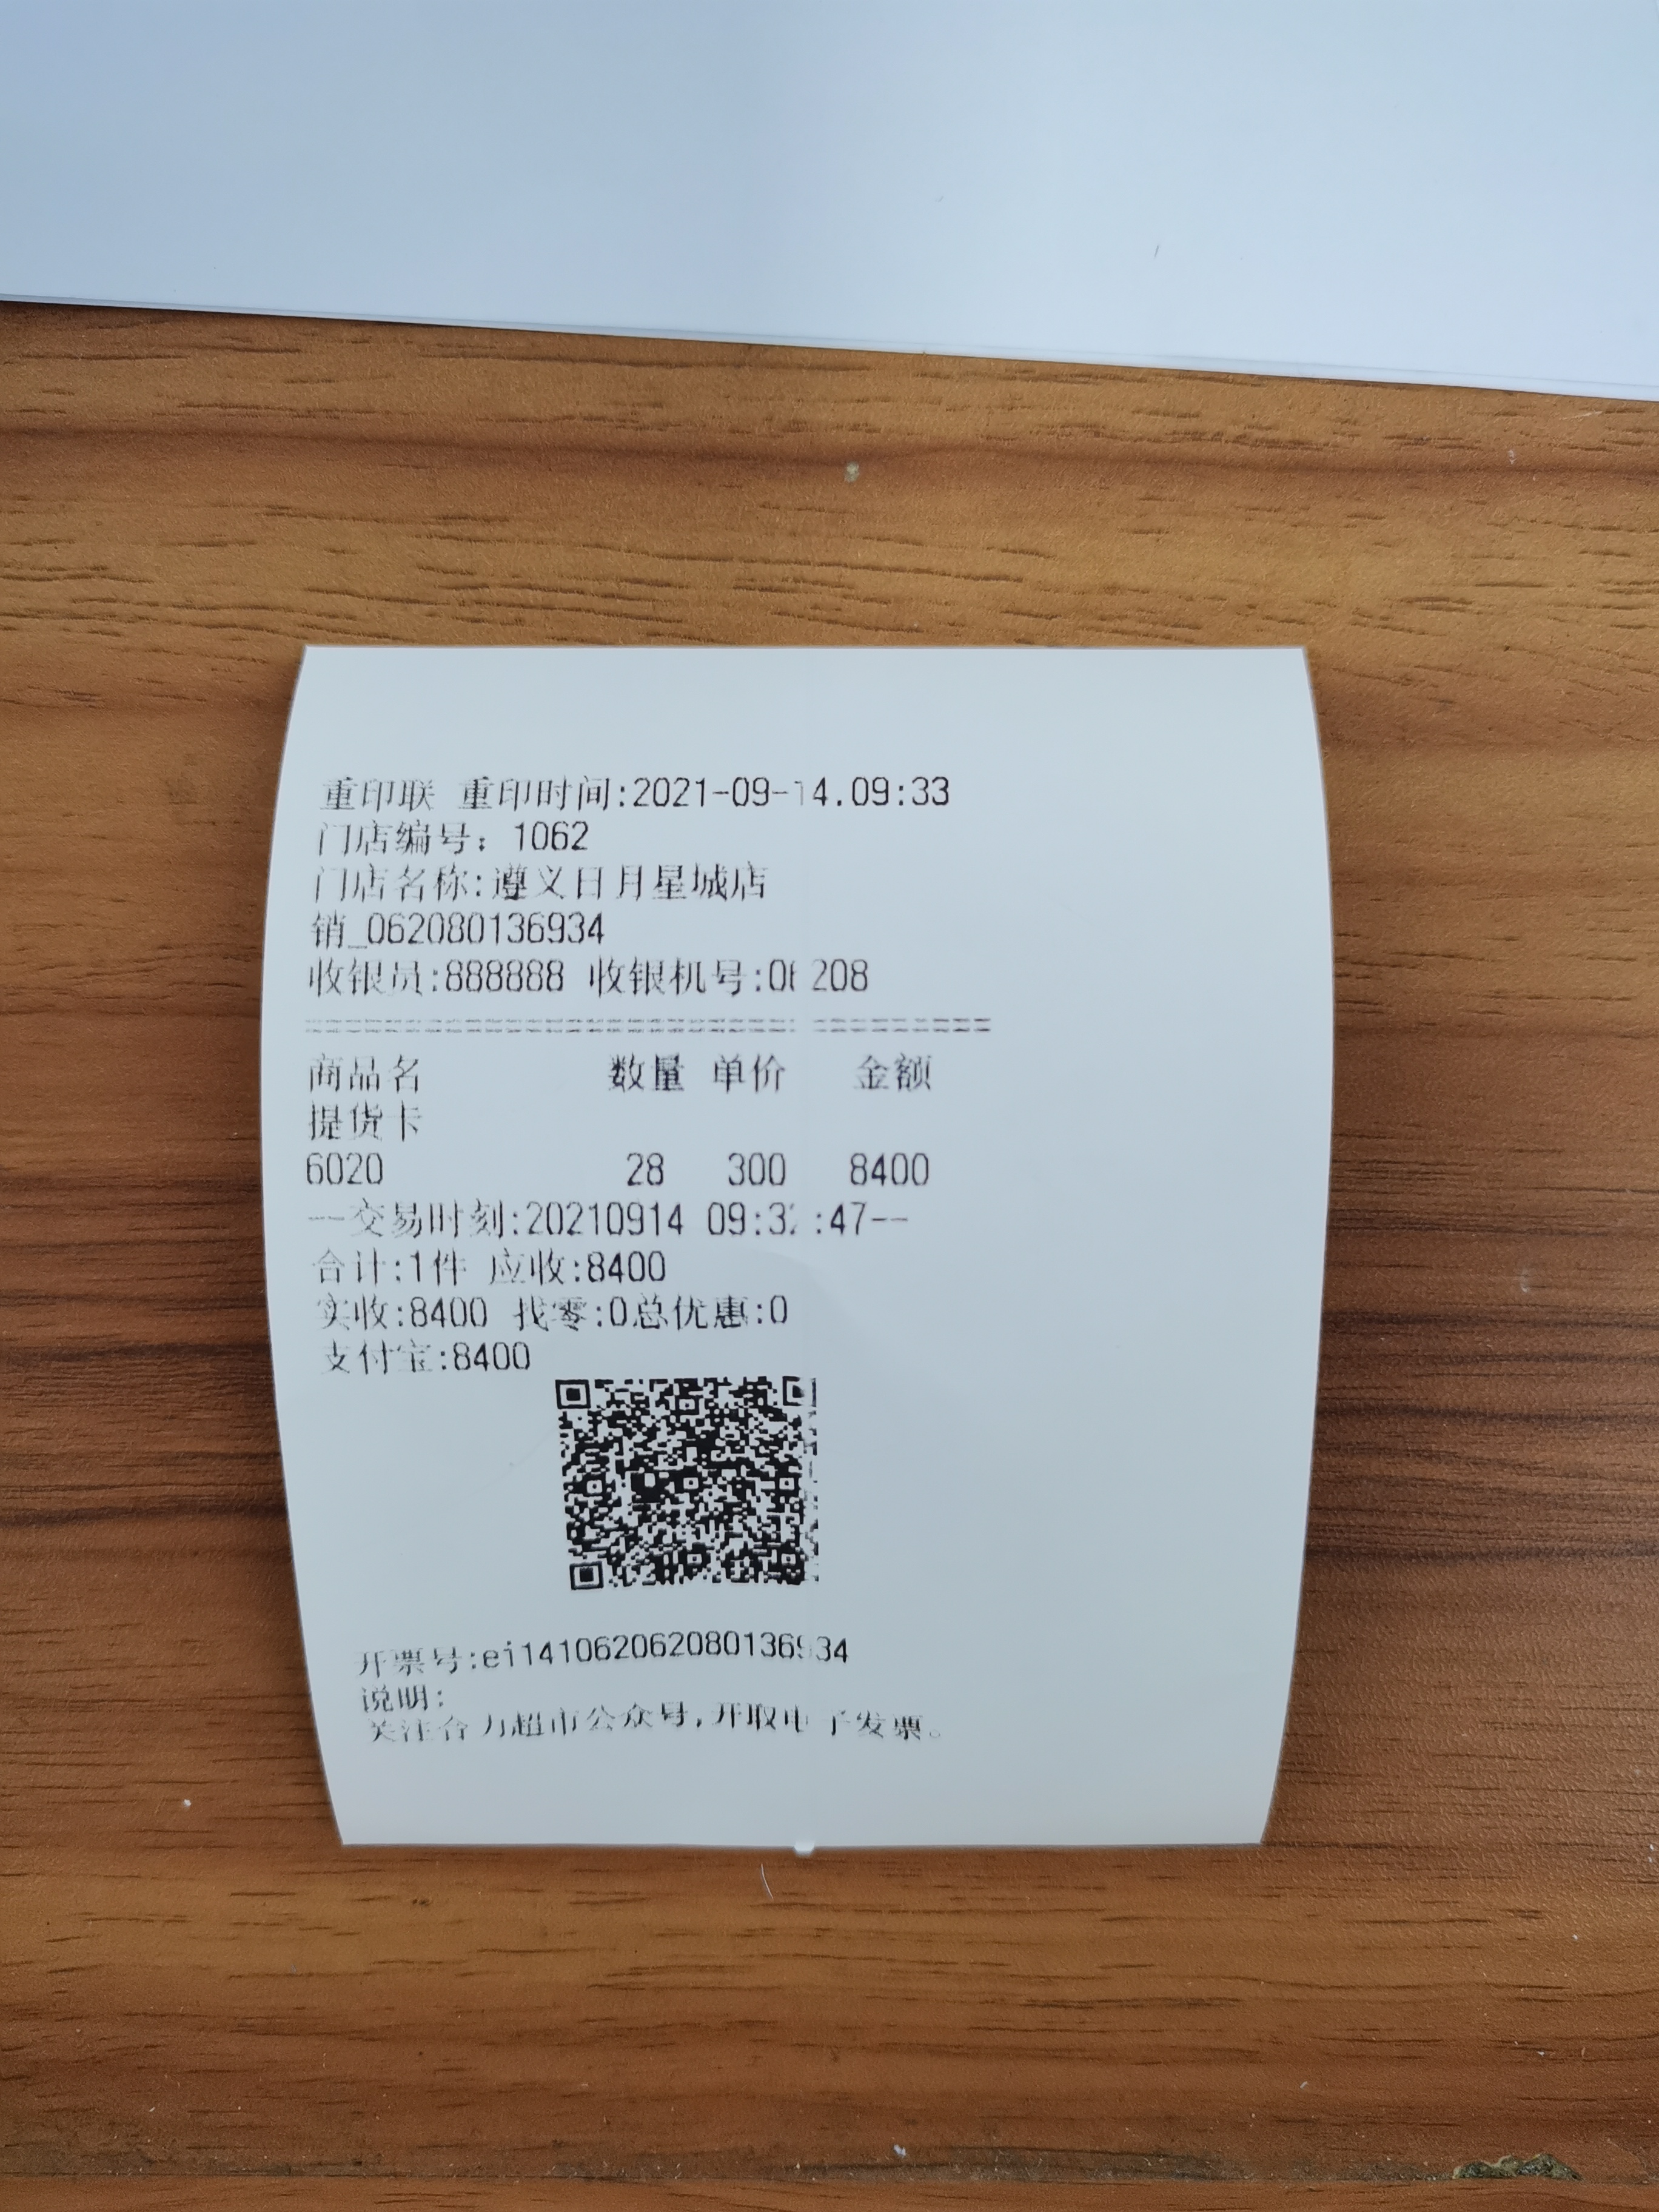 重印联 重印时间:2021-09-14.09:33
门店编号: 1062
门店名称:遵义日月星城店
销_062080136934
收银员:888888 收银机号:06208
====================================
商品名 数量 单价 金额
提货卡
6020 28 300 8400
--交易时刻:20210914 09:32:47--
合计:1件 应收:8400
实收:8400 找零:0总优惠:0
支付宝:8400
开票号:ei141062062080136934
说明:
关注合力超市公众号,开取电子发票。